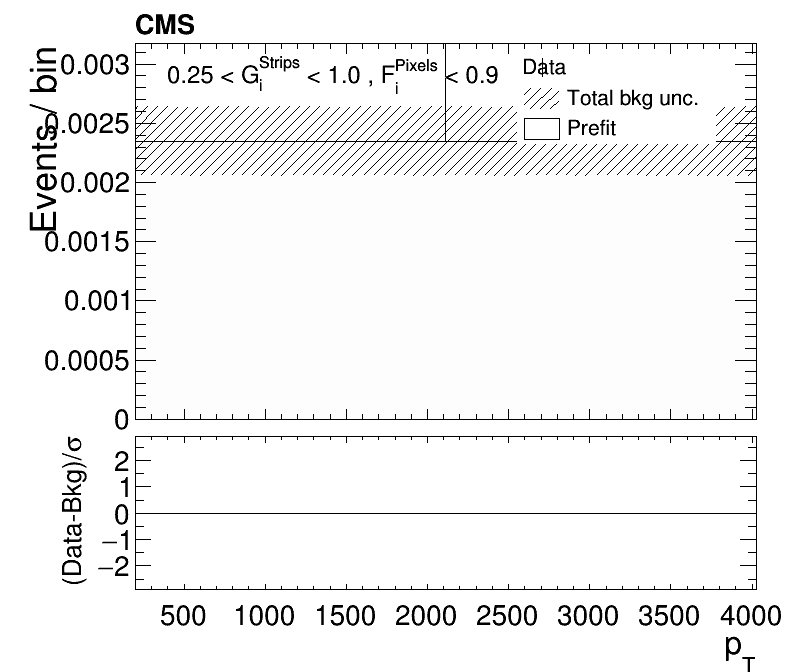 CMS
Events / bin
0.25 < G_i^Strips < 1.0 , F_i^Pixels < 0.9
Data
Total bkg unc.
Prefit
0.003
0.0025
0.002
0.0015
0.001
0.0005
0
(Data-Bkg)/σ
2
1
0
−1
−2
500 1000 1500 2000 2500 3000 3500 4000
p_T